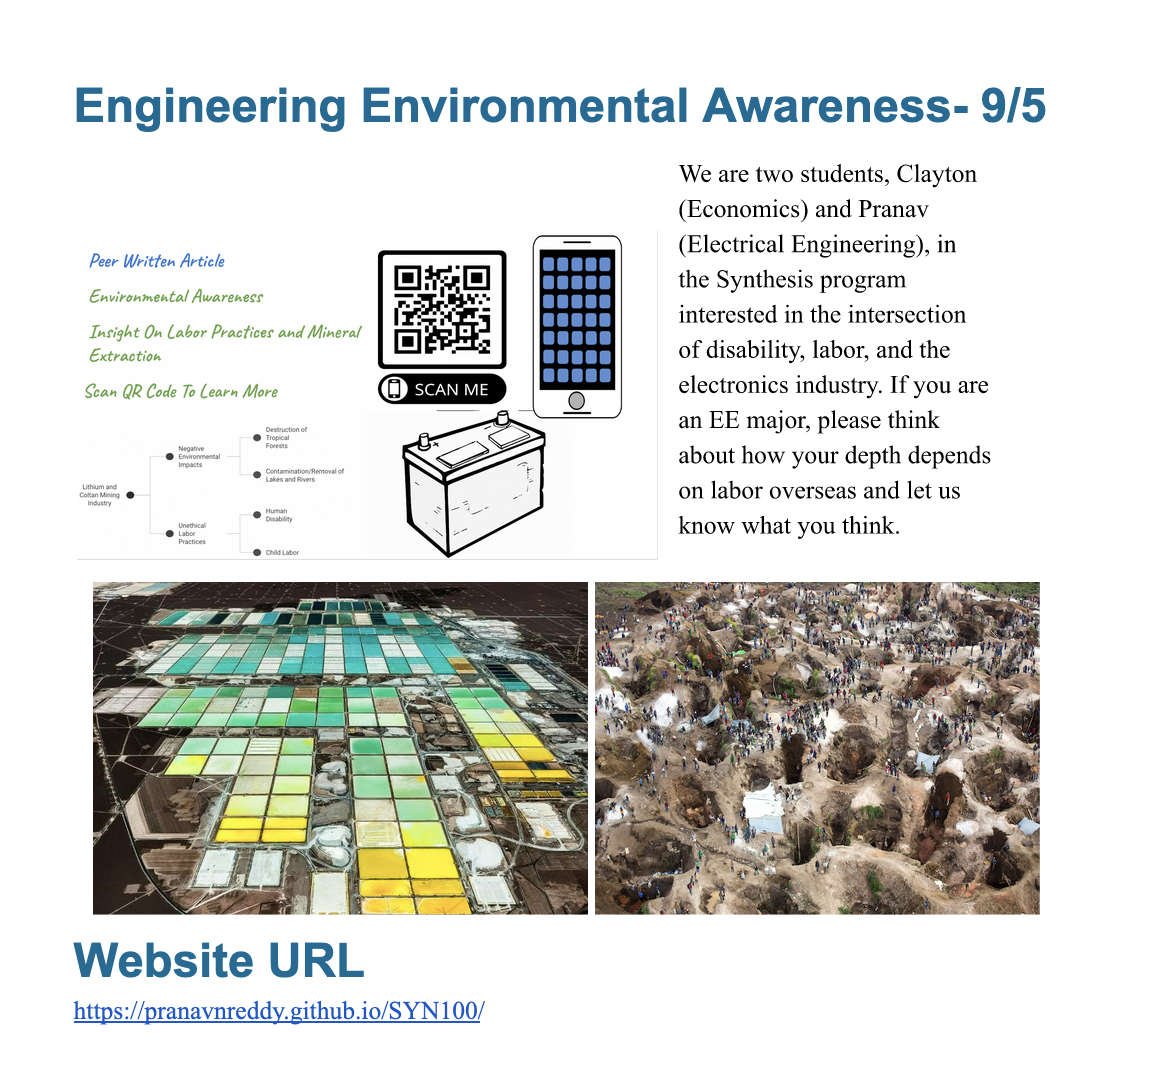 Engineering Environmental Awareness- 9/5
We are two students, Clayton
(Economics) and Pranav
(Electrical Engineering), in
the Synthesis program
interested in the intersection
of disability, labor, and the
electronics industry. If you are
an EE major, please think
about how your depth depends
on labor overseas and let us
know what you think.
Peer Written Article
Environmental Awareness
Insight On Labor Practices and Mineral
Extraction
Scan QR Code To Learn More
SCAN ME
Lithium and
Coltan Mining
Industry
Negative
Environmental
Impacts
Destruction of
Tropical
Forests
Contamination/Removal of
Lakes and Rivers
Unethical
Labor
Practices
Human
Disability
Child Labor
Website URL
https://pranavnreddy.github.io/SYN100/